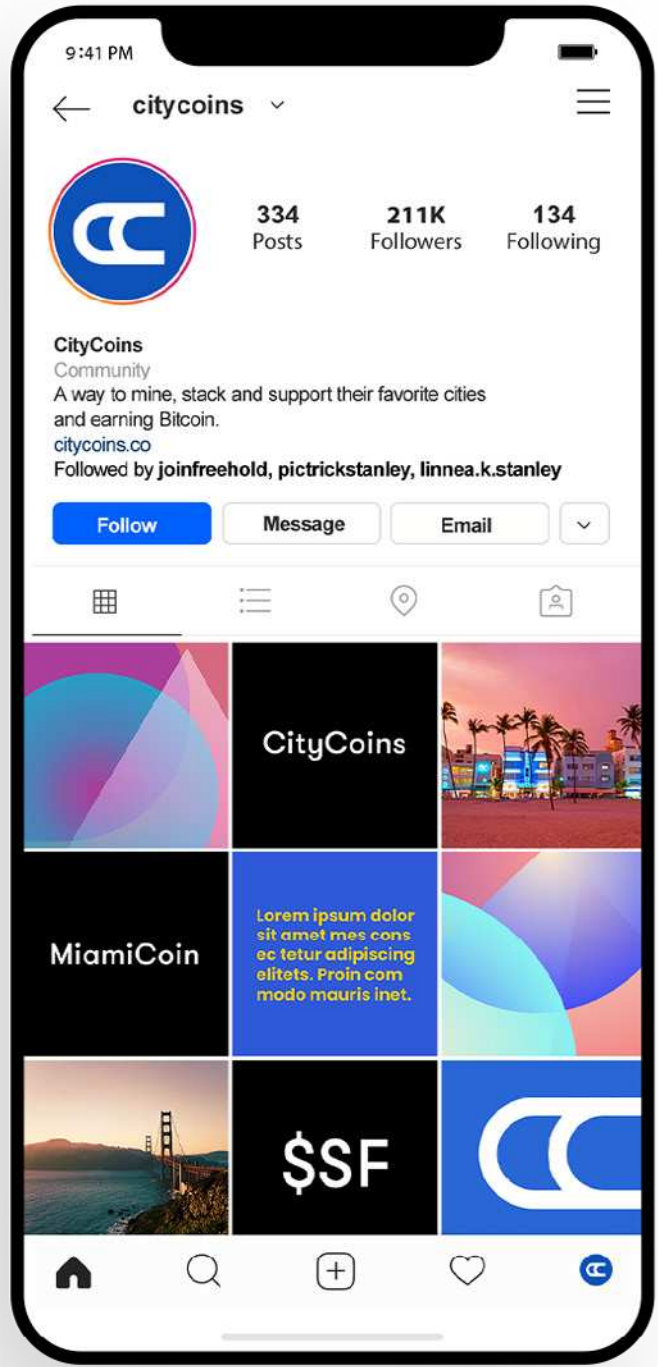 9:41 PM
citycoins
334
Posts
211K
Followers
134
Following
CityCoins
Community
A way to mine, stack and support their favorite cities
and earning Bitcoin.
citycoins.co
Followed by joinfreehold, pictrickstanley, linnea.k.stanley
Follow
Message
Email
CityCoins
MiamiCoin
Lorem ipsum dolor
sit amet mes cons
ec tetur adipiscing
elitets. Proin com
modo mauris inet.
$SF